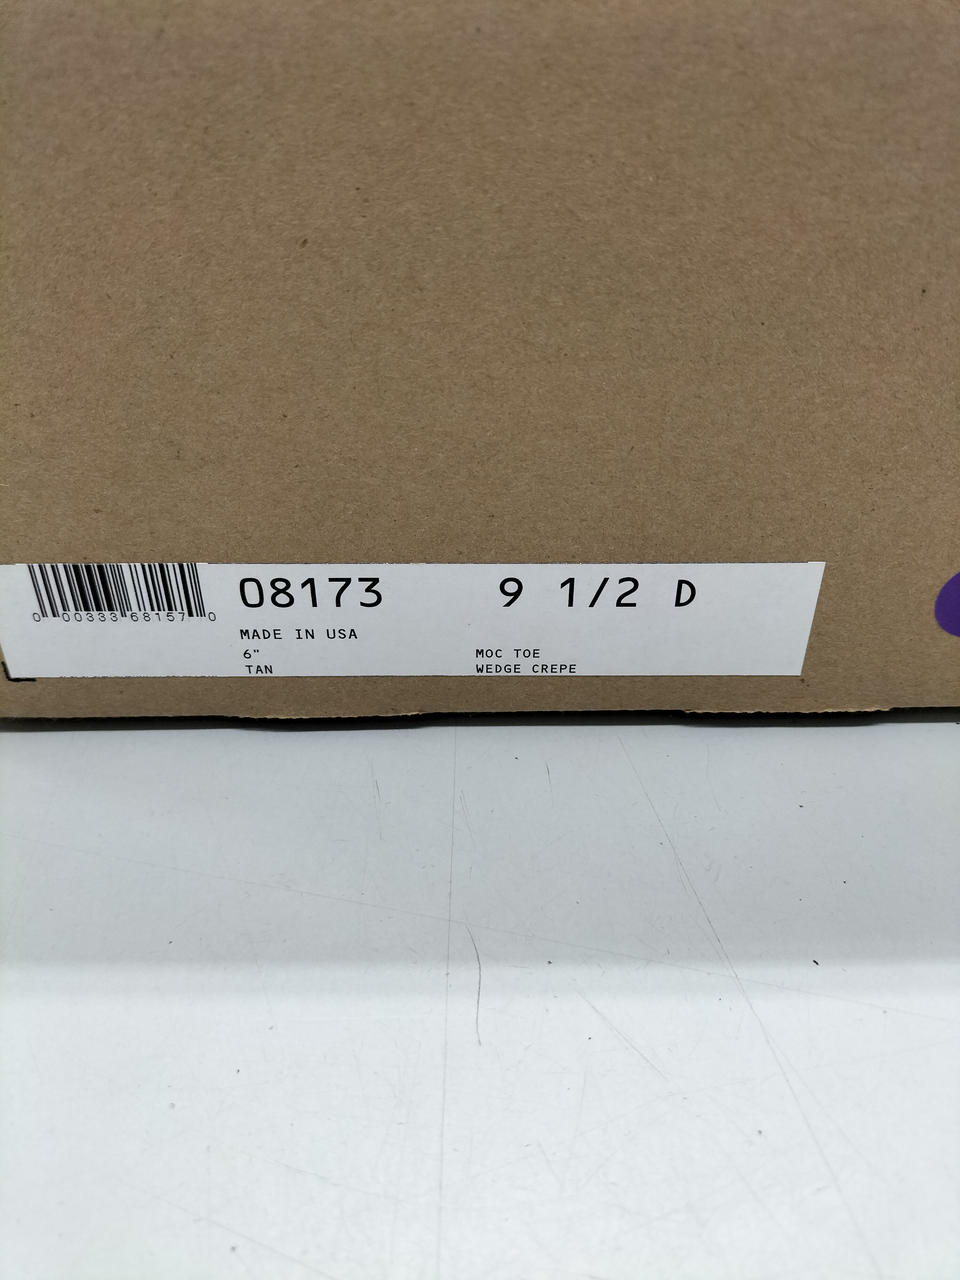 08173 9 1/2 D
0 00333 68157 0
MADE IN USA
6" MOC TOE
TAN WEDGE CREPE